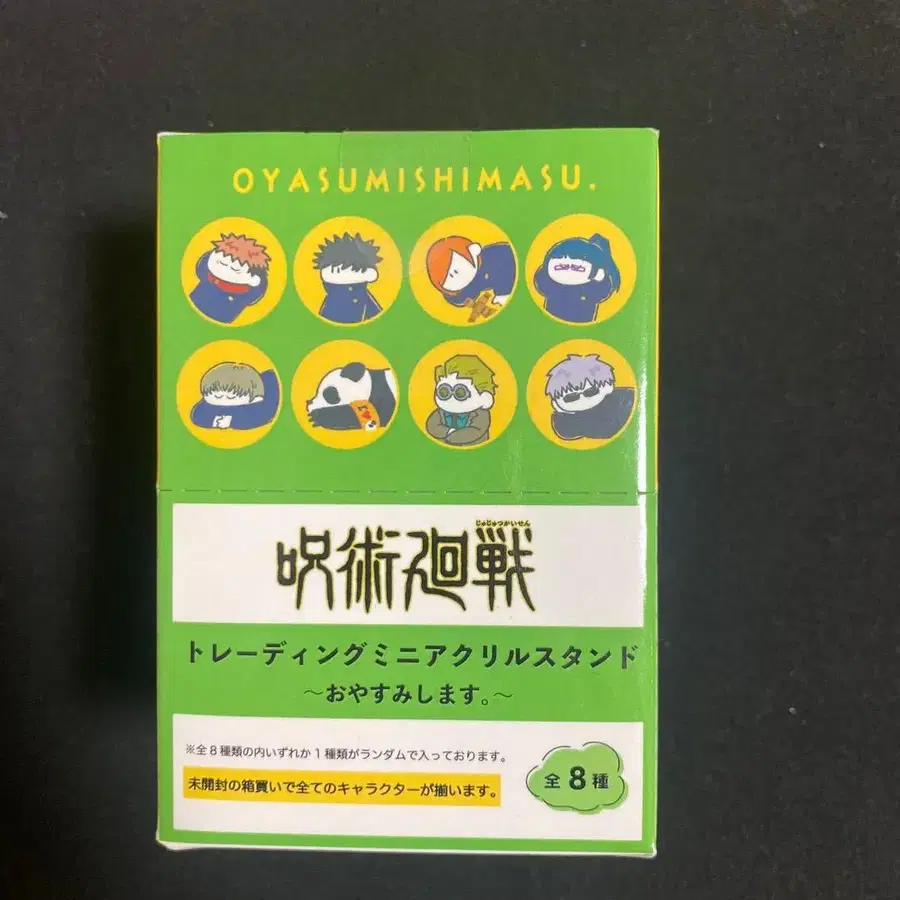 OYASUMISHIMASU.
じゅじゅつかいせん
呪術廻戦
トレーディングミニアクリルスタンド
〜おやすみします。〜
※全8種類の内いずれか1種類がランダムで入っております。
未開封の箱買いで全てのキャラクターが揃います。
全8種